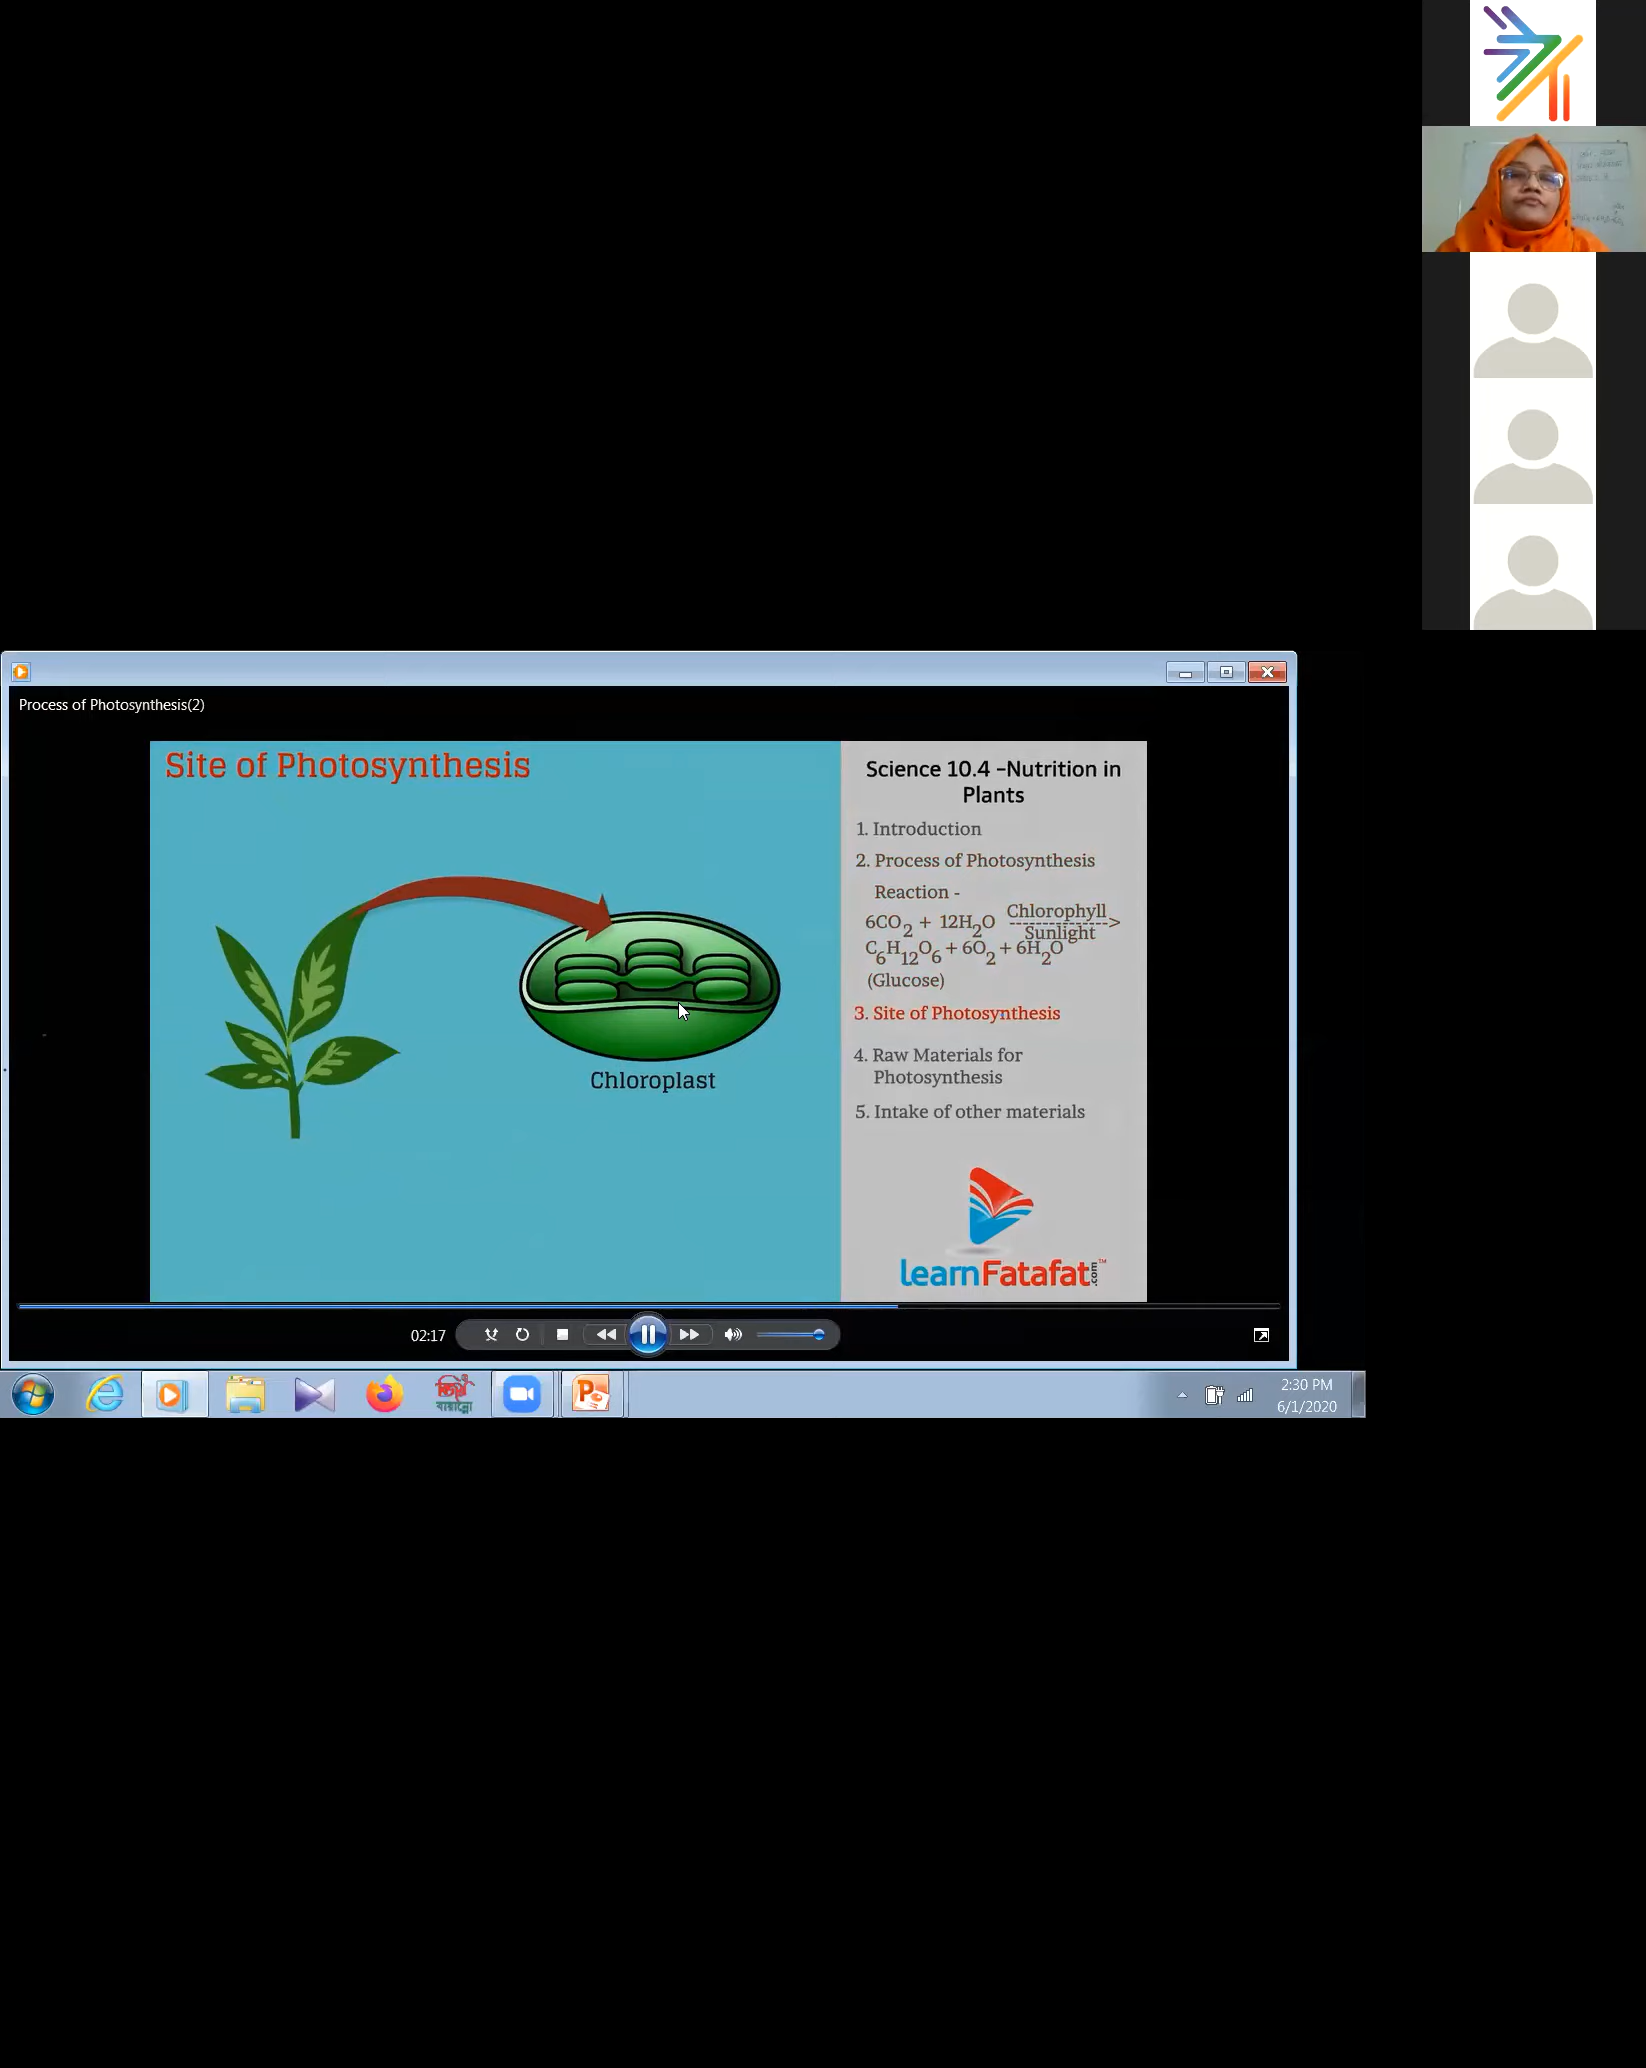 Process of Photosynthesis(2)
Site of Photosynthesis
Chloroplast
Science 10.4 –Nutrition in
Plants
1. Introduction
2. Process of Photosynthesis
Reaction -
6CO2 + 12H2O Chlorophyll
------------->
Sunlight
C6H12O6 + 6O2 + 6H2O
(Glucose)
3. Site of Photosynthesis
4. Raw Materials for
Photosynthesis
5. Intake of other materials
learnFatafat.com™
02:17
বিজয়
বায়ান্নো
2:30 PM
6/1/2020